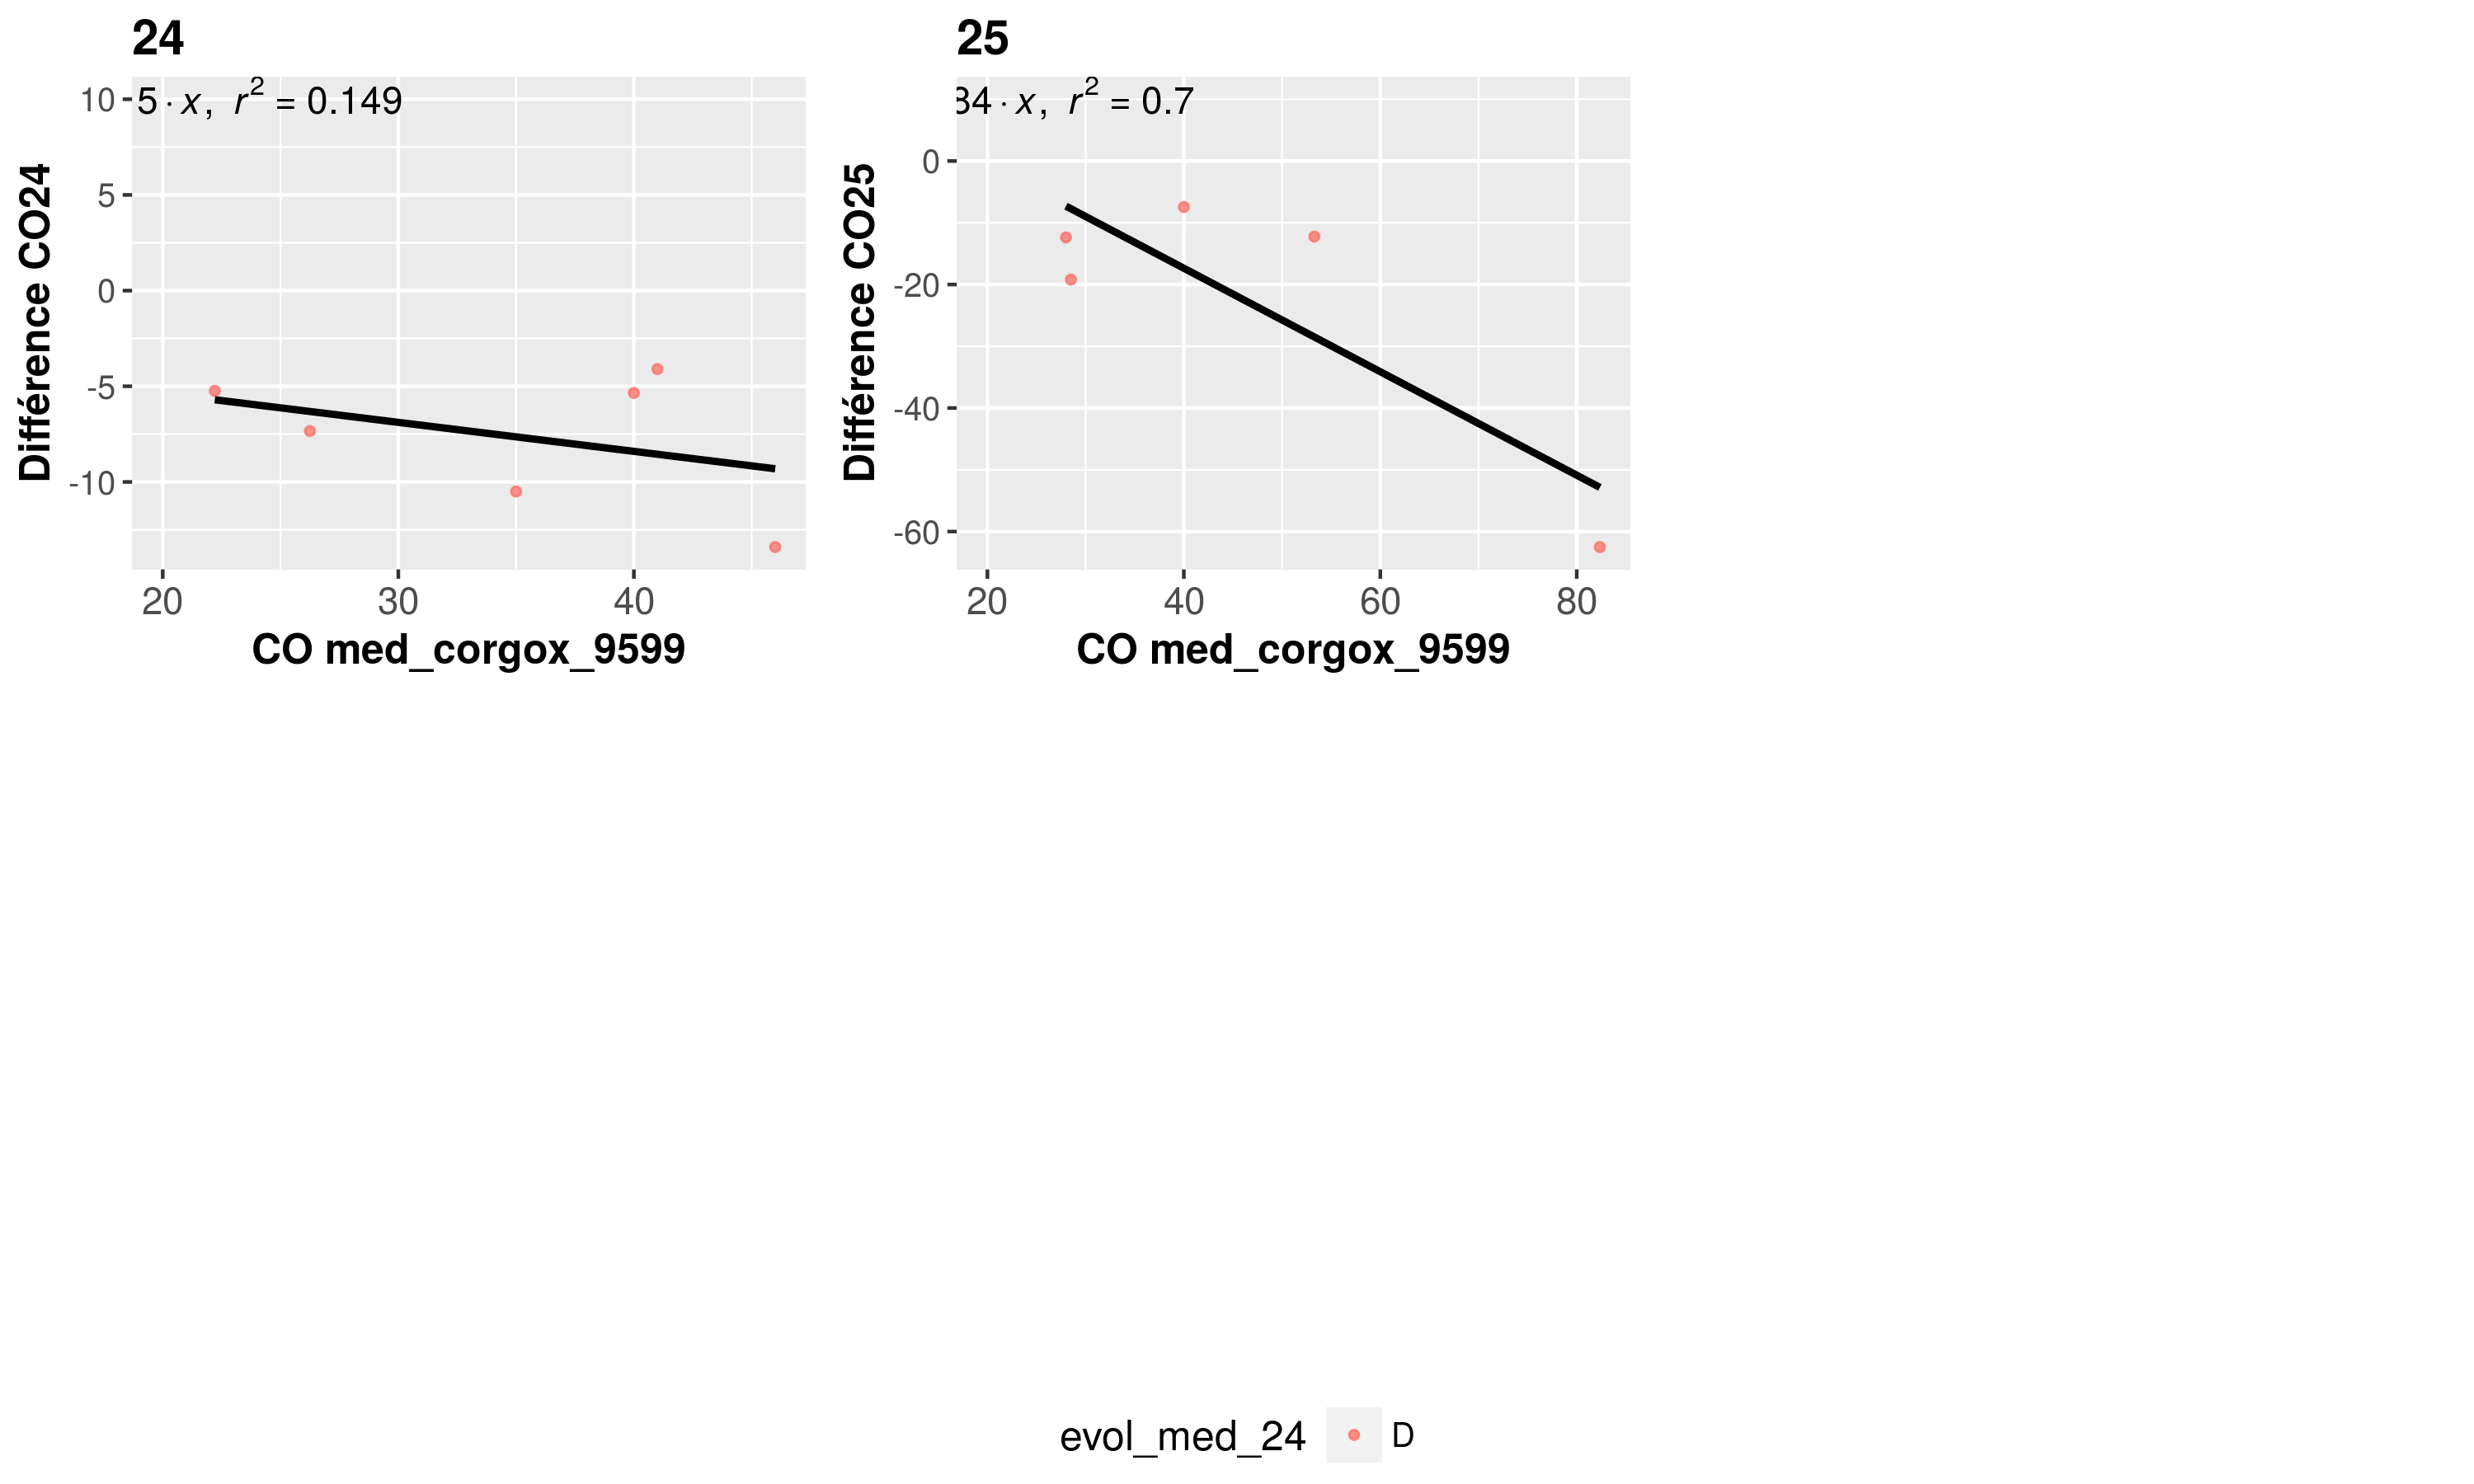 24
5 · x, r² = 0.149
10
5
0
-5
-10
Différence CO24
20 30 40
CO med_corgox_9599
25
84 · x, r² = 0.7
0
-20
-40
-60
Différence CO25
20 40 60 80
CO med_corgox_9599
evol_med_24 D